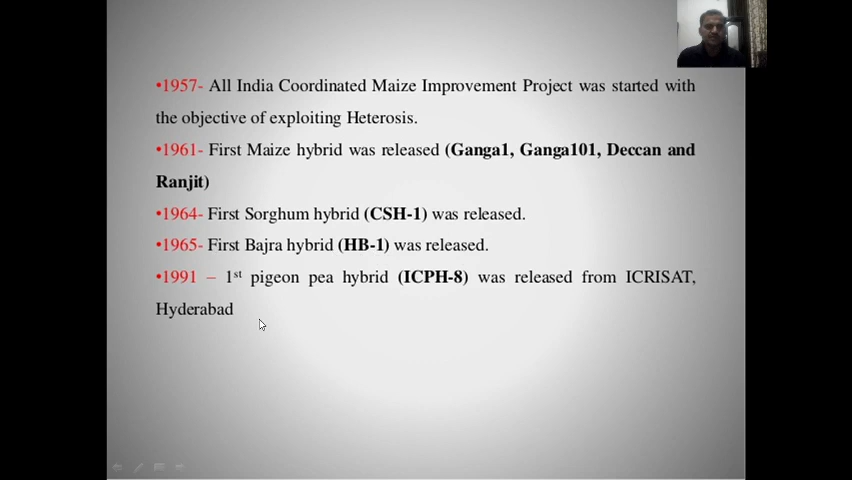 •1957- All India Coordinated Maize Improvement Project was started with
the objective of exploiting Heterosis.
•1961- First Maize hybrid was released (Ganga1, Ganga101, Deccan and
Ranjit)
•1964- First Sorghum hybrid (CSH-1) was released.
•1965- First Bajra hybrid (HB-1) was released.
•1991 – 1st pigeon pea hybrid (ICPH-8) was released from ICRISAT,
Hyderabad